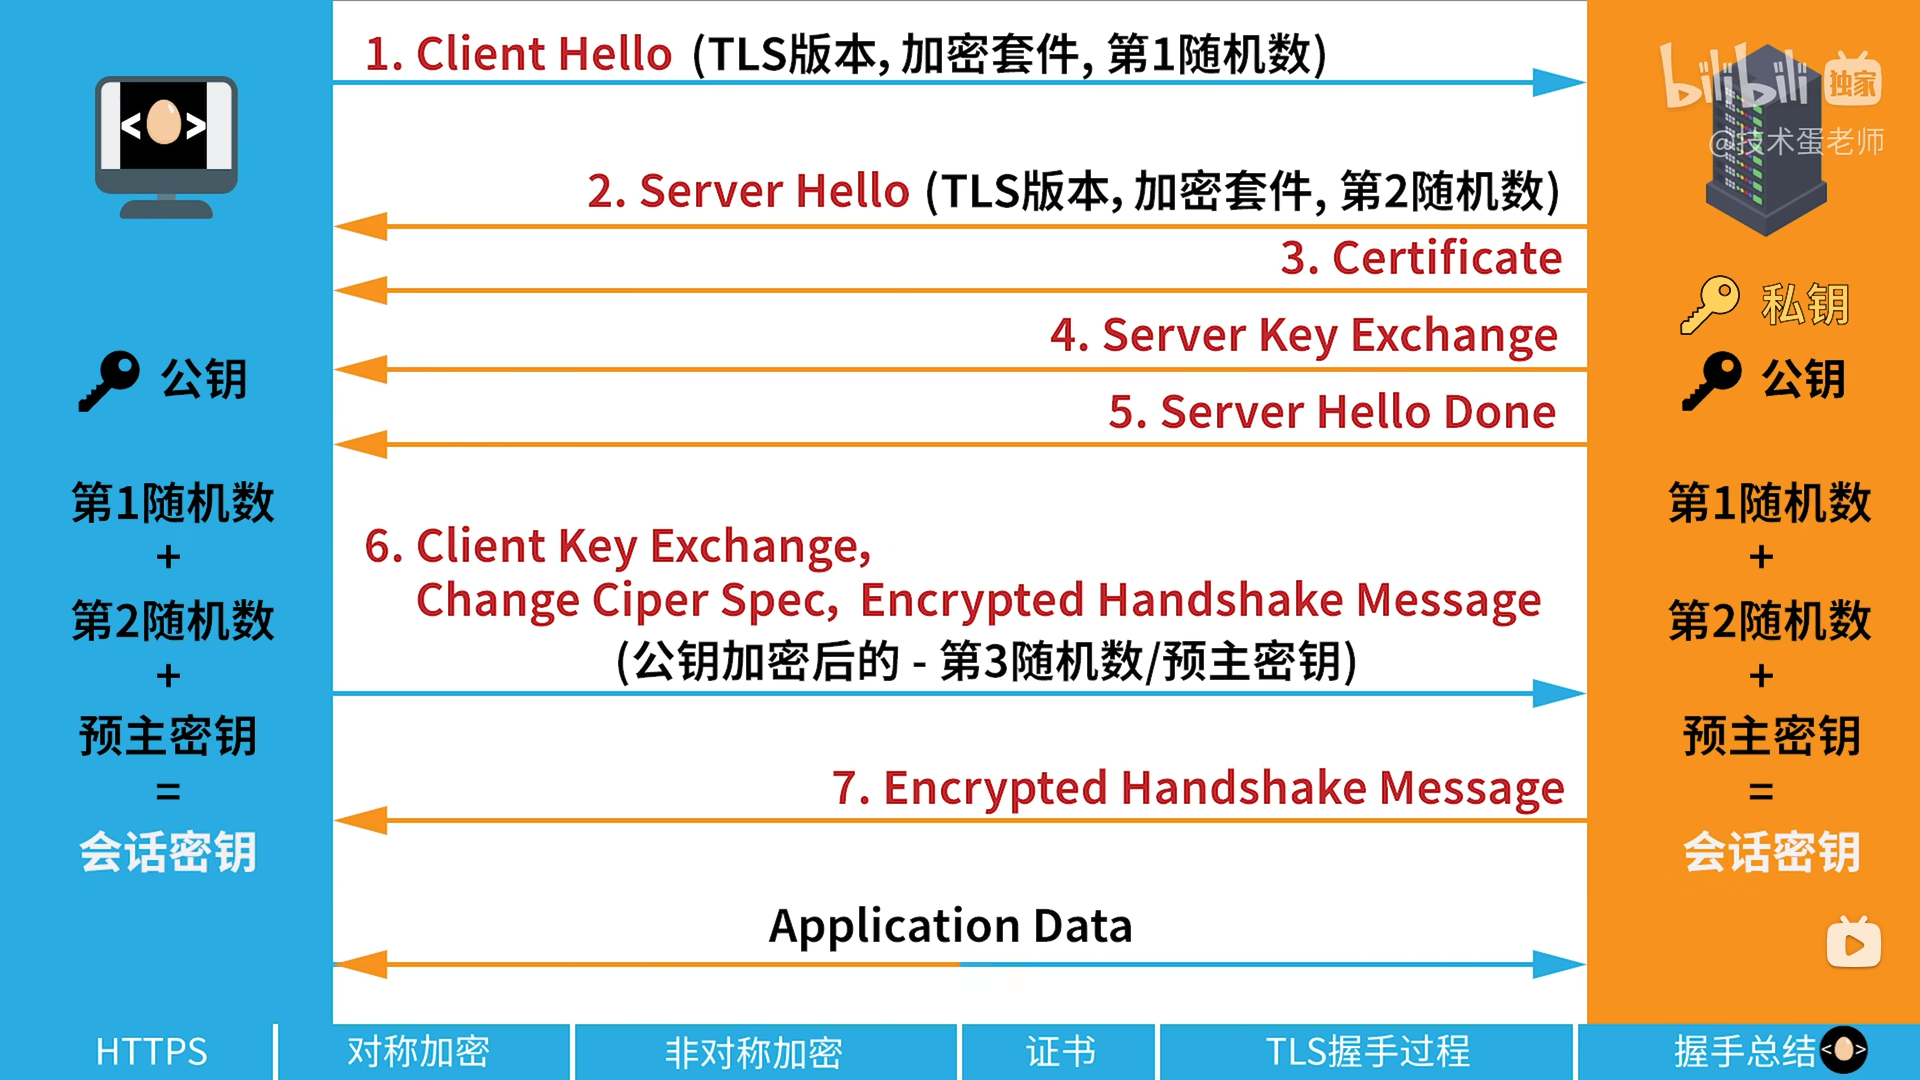 1. Client Hello (TLS版本, 加密套件, 第1随机数)
bilibili 独家
@技术蛋老师
< >
2. Server Hello (TLS版本, 加密套件, 第2随机数)
3. Certificate
私钥
4. Server Key Exchange
公钥
公钥
5. Server Hello Done
第1随机数
+
第2随机数
+
预主密钥
=
会话密钥
6. Client Key Exchange,
Change Ciper Spec, Encrypted Handshake Message
(公钥加密后的 - 第3随机数/预主密钥)
7. Encrypted Handshake Message
Application Data
第1随机数
+
第2随机数
+
预主密钥
=
会话密钥
HTTPS
对称加密
非对称加密
证书
TLS握手过程
握手总结
< >